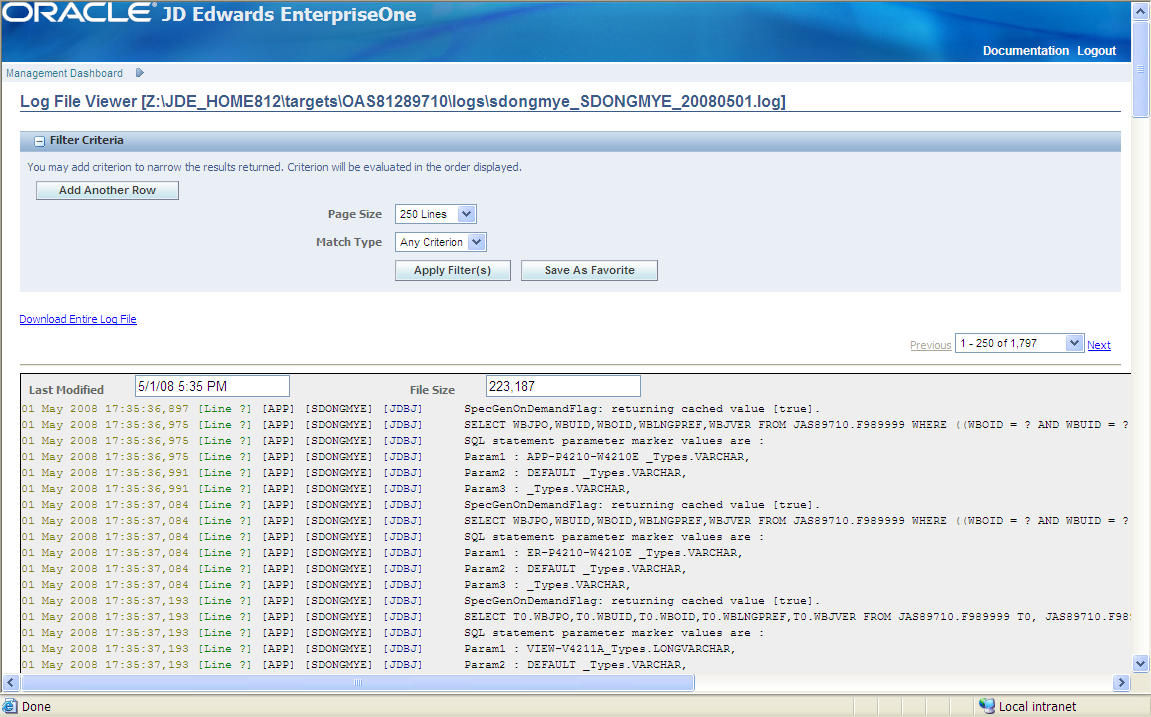 ORACLE® JD Edwards EnterpriseOne
Documentation Logout
Management Dashboard
Log File Viewer [Z:\JDE_HOME812\targets\OAS81289710\logs\sdongmye_SDONGMYE_20080501.log]
Filter Criteria
You may add criterion to narrow the results returned. Criterion will be evaluated in the order displayed.
Add Another Row
Page Size 250 Lines
Match Type Any Criterion
Apply Filter(s) Save As Favorite
Download Entire Log File
Previous 1 - 250 of 1,797 Next
Last Modified 5/1/08 5:35 PM File Size 223,187
01 May 2008 17:35:36,897 [Line ?] [APP] [SDONGMYE] [JDBJ] SpecGenOnDemandFlag: returning cached value [true].
01 May 2008 17:35:36,975 [Line ?] [APP] [SDONGMYE] [JDBJ] SELECT WBJPO,WBUID,WBOID,WBLNGPREF,WBJVER FROM JAS89710.F989999 WHERE ((WBOID = ? AND WBUID = ?
01 May 2008 17:35:36,975 [Line ?] [APP] [SDONGMYE] [JDBJ] SQL statement parameter marker values are :
01 May 2008 17:35:36,975 [Line ?] [APP] [SDONGMYE] [JDBJ] Param1 : APP-P4210-W4210E _Types.VARCHAR,
01 May 2008 17:35:36,991 [Line ?] [APP] [SDONGMYE] [JDBJ] Param2 : DEFAULT _Types.VARCHAR,
01 May 2008 17:35:36,991 [Line ?] [APP] [SDONGMYE] [JDBJ] Param3 : _Types.VARCHAR,
01 May 2008 17:35:37,084 [Line ?] [APP] [SDONGMYE] [JDBJ] SpecGenOnDemandFlag: returning cached value [true].
01 May 2008 17:35:37,084 [Line ?] [APP] [SDONGMYE] [JDBJ] SELECT WBJPO,WBUID,WBOID,WBLNGPREF,WBJVER FROM JAS89710.F989999 WHERE ((WBOID = ? AND WBUID = ?
01 May 2008 17:35:37,084 [Line ?] [APP] [SDONGMYE] [JDBJ] SQL statement parameter marker values are :
01 May 2008 17:35:37,084 [Line ?] [APP] [SDONGMYE] [JDBJ] Param1 : ER-P4210-W4210E _Types.VARCHAR,
01 May 2008 17:35:37,084 [Line ?] [APP] [SDONGMYE] [JDBJ] Param2 : DEFAULT _Types.VARCHAR,
01 May 2008 17:35:37,084 [Line ?] [APP] [SDONGMYE] [JDBJ] Param3 : _Types.VARCHAR,
01 May 2008 17:35:37,193 [Line ?] [APP] [SDONGMYE] [JDBJ] SpecGenOnDemandFlag: returning cached value [true].
01 May 2008 17:35:37,193 [Line ?] [APP] [SDONGMYE] [JDBJ] SELECT T0.WBJPO,T0.WBUID,T0.WBOID,T0.WBLNGPREF,T0.WBJVER FROM JAS89710.F989999 T0, JAS89710.F98
01 May 2008 17:35:37,193 [Line ?] [APP] [SDONGMYE] [JDBJ] SQL statement parameter marker values are :
01 May 2008 17:35:37,193 [Line ?] [APP] [SDONGMYE] [JDBJ] Param1 : VIEW-V4211A_Types.LONGVARCHAR,
01 May 2008 17:35:37,193 [Line ?] [APP] [SDONGMYE] [JDBJ] Param2 : DEFAULT _Types.VARCHAR,
Done Local intranet